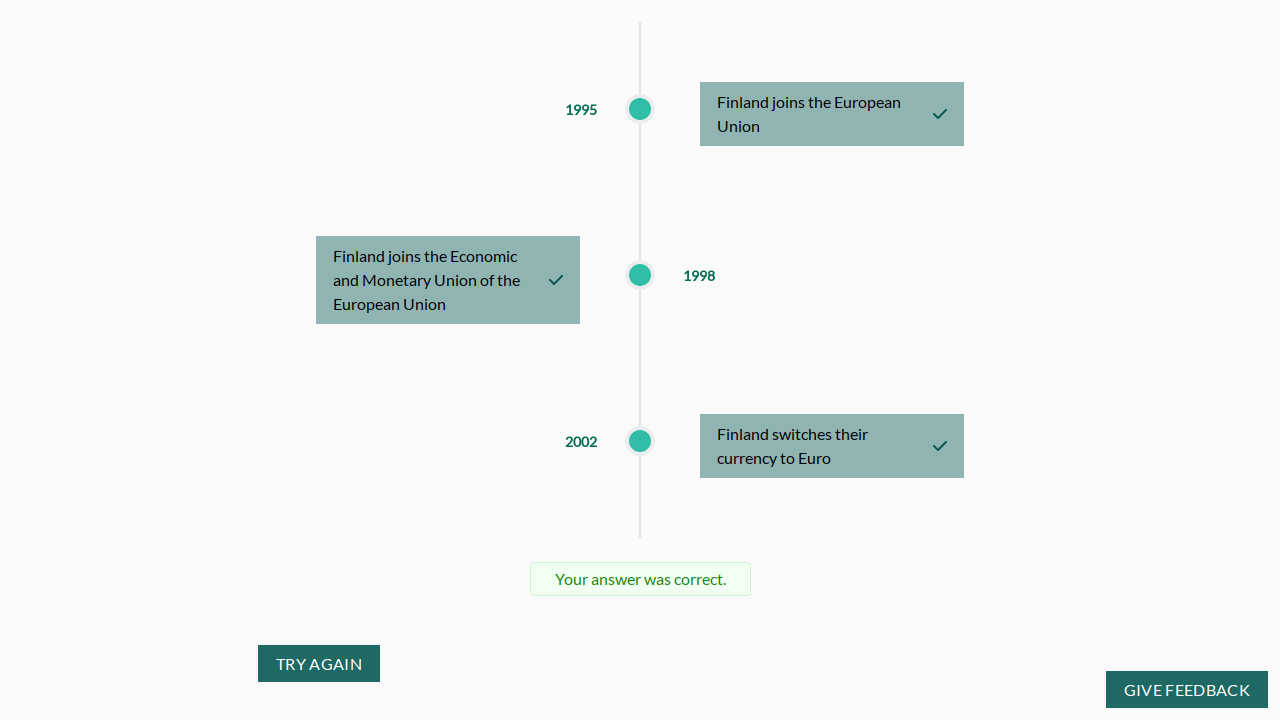 1995
Finland joins the European
Union
Finland joins the Economic
and Monetary Union of the
European Union
1998
2002
Finland switches their
currency to Euro
Your answer was correct.
TRY AGAIN
GIVE FEEDBACK